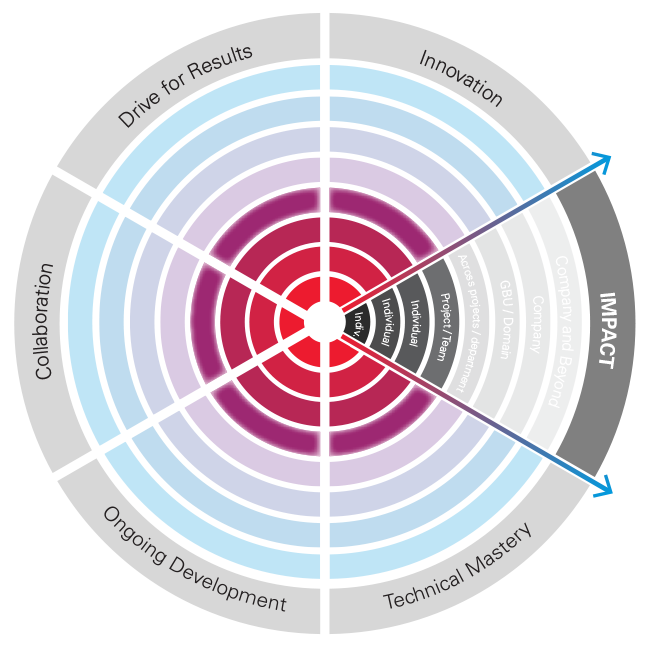 Drive for Results
Innovation
Collaboration
IMPACT
Indiv.
Individual
Individual
Project / Team
Across projects / department
GBU / Domain
Company
Company and Beyond
Ongoing Development
Technical Mastery